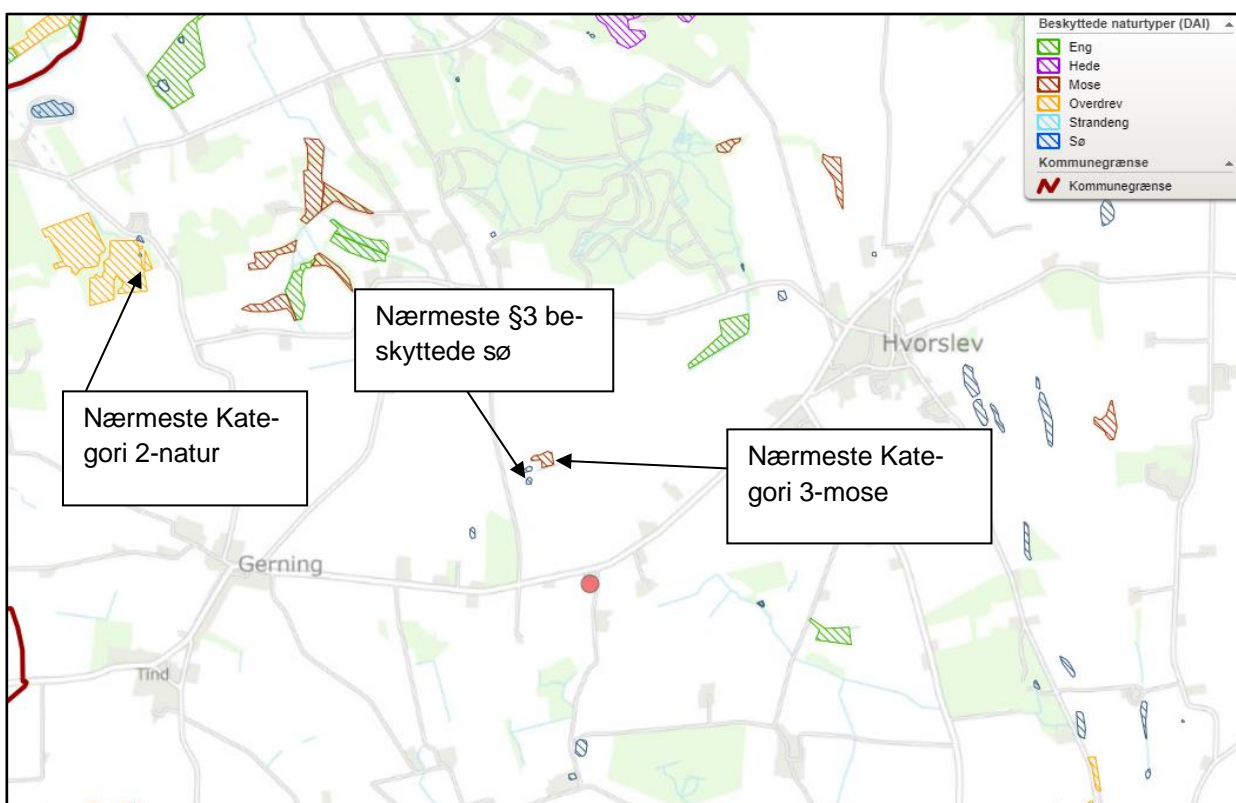 Beskyttede naturtyper (DAI)
Eng
Hede
Mose
Overdrev
Strandeng
Sø
Kommunegrænse
Kommunegrænse
Nærmeste §3 be-
skyttede sø
Hvorslev
Nærmeste Kate-
gori 2-natur
Nærmeste Kate-
gori 3-mose
Gerning
Tind